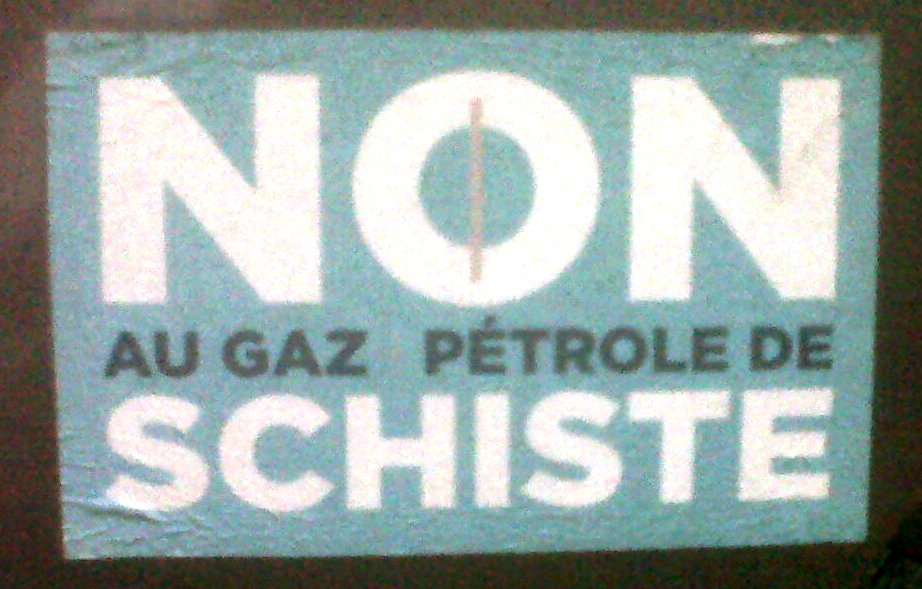 NON
AU GAZ PÉTROLE DE
SCHISTE